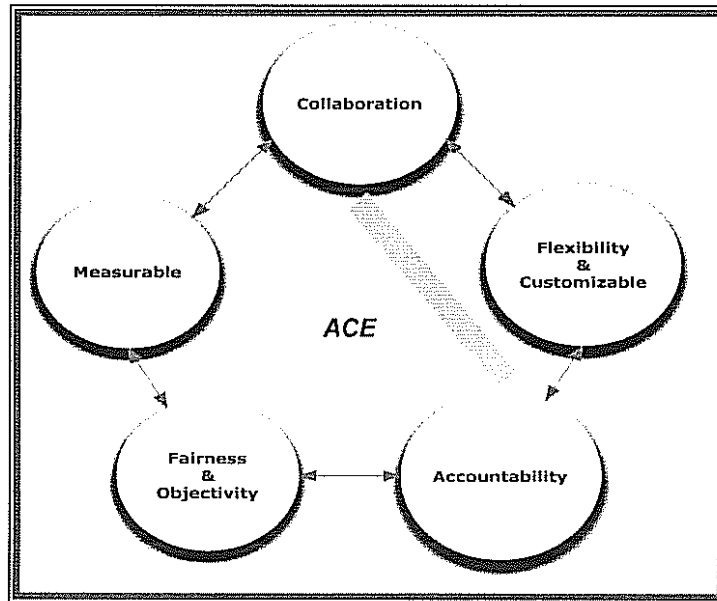 Collaboration
Measurable
Flexibility
&
Customizable
ACE
Fairness
&
Objectivity
Accountability